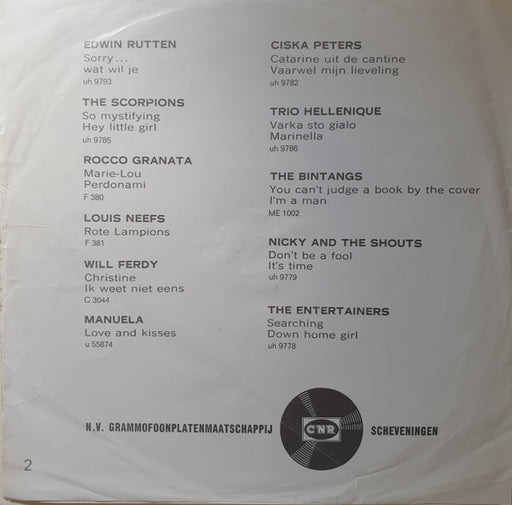 EDWIN RUTTEN
Sorry...
wat wil je
uh 9793
THE SCORPIONS
So mystifying
Hey little girl
uh 9785
ROCCO GRANATA
Marie-Lou
Perdonami
F 380
LOUIS NEEFS
Rote Lampions
F 381
WILL FERDY
Christine
Ik weet niet eens
C 3044
MANUELA
Love and kisses
u 55874
CISKA PETERS
Catarine uit de cantine
Vaarwel mijn lieveling
uh 9782
TRIO HELLENIQUE
Varka sto gialo
Marinella
uh 9786
THE BINTANGS
You can't judge a book by the cover
I'm a man
ME 1002
NICKY AND THE SHOUTS
Don't be a fool
It's time
uh 9779
THE ENTERTAINERS
Searching
Down home girl
uh 9778
N.V. GRAMMOFOONPLATENMAATSCHAPPIJ CNR SCHEVENINGEN
2